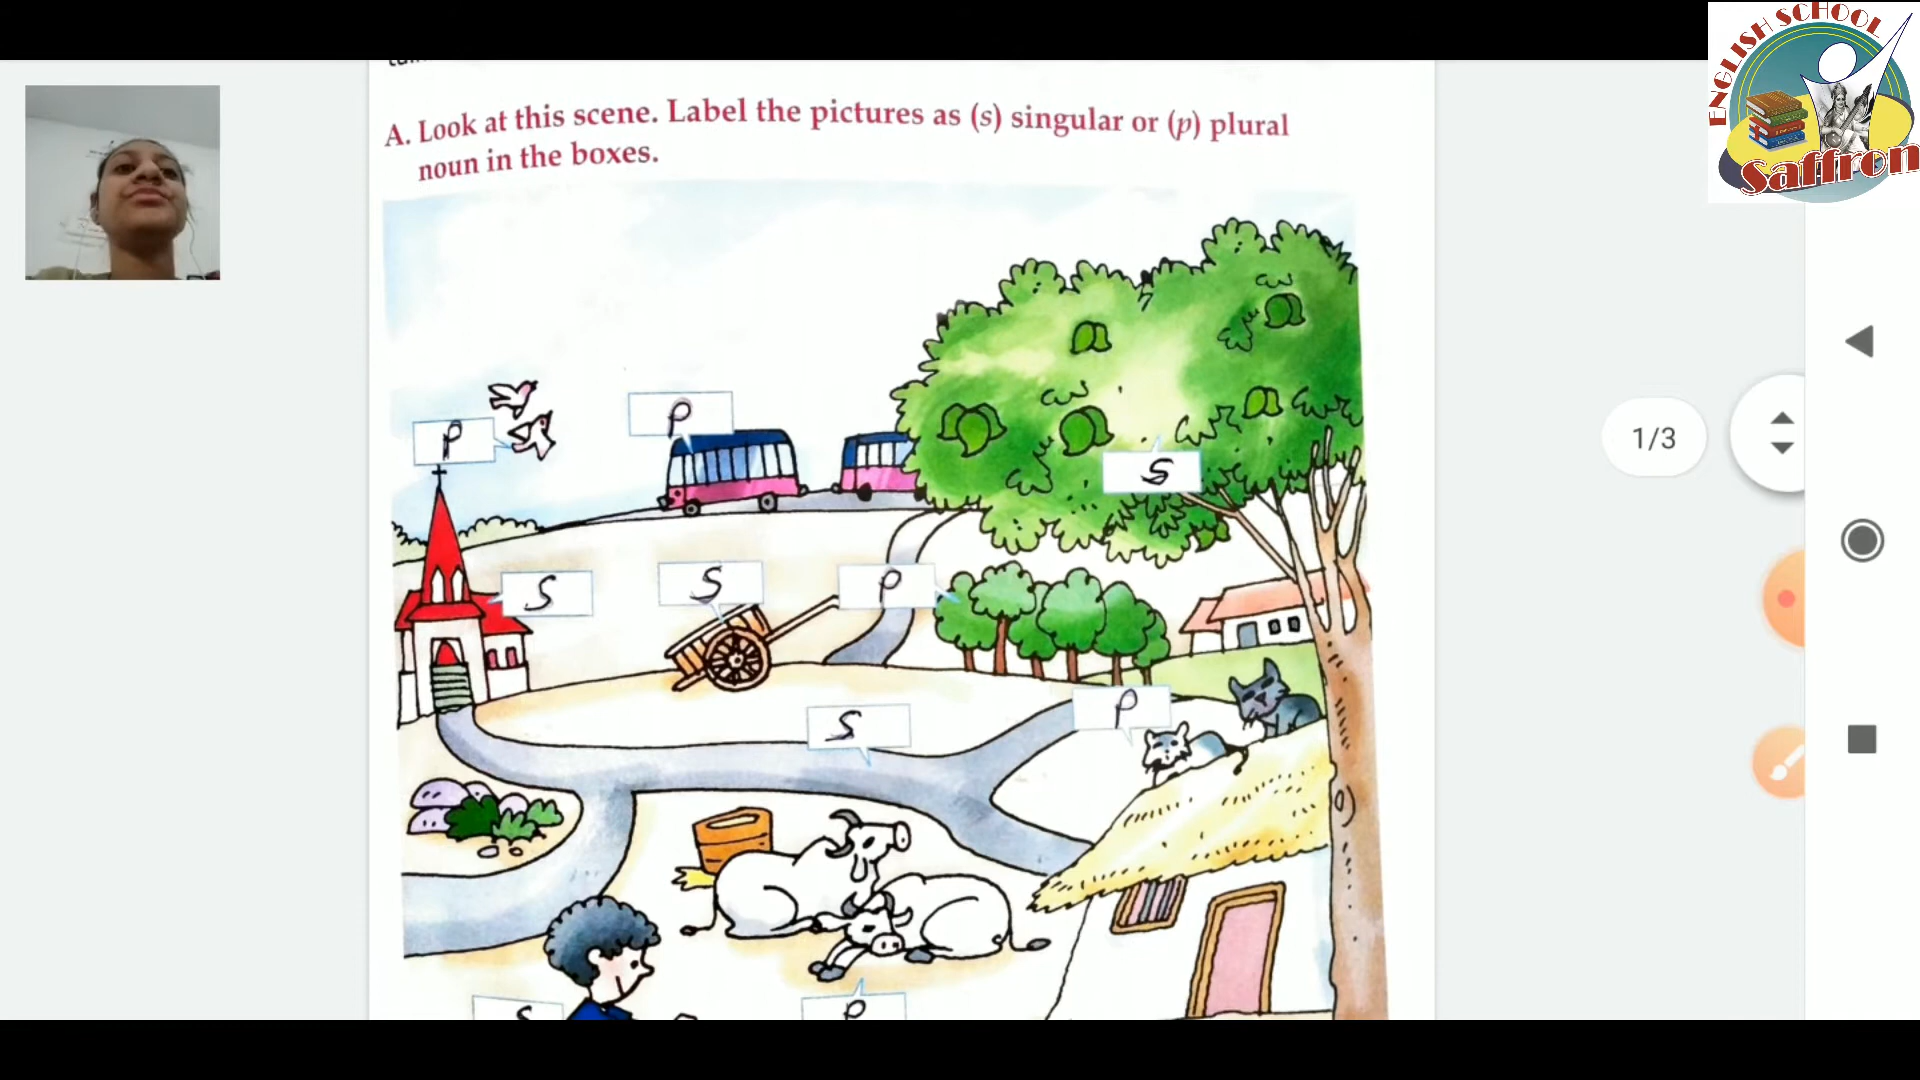 ENGLISH SCHOOL
Saffron
A. Look at this scene. Label the pictures as (s) singular or (p) plural
noun in the boxes.
P
P
S
S
S
P
S
P
S
P
1/3